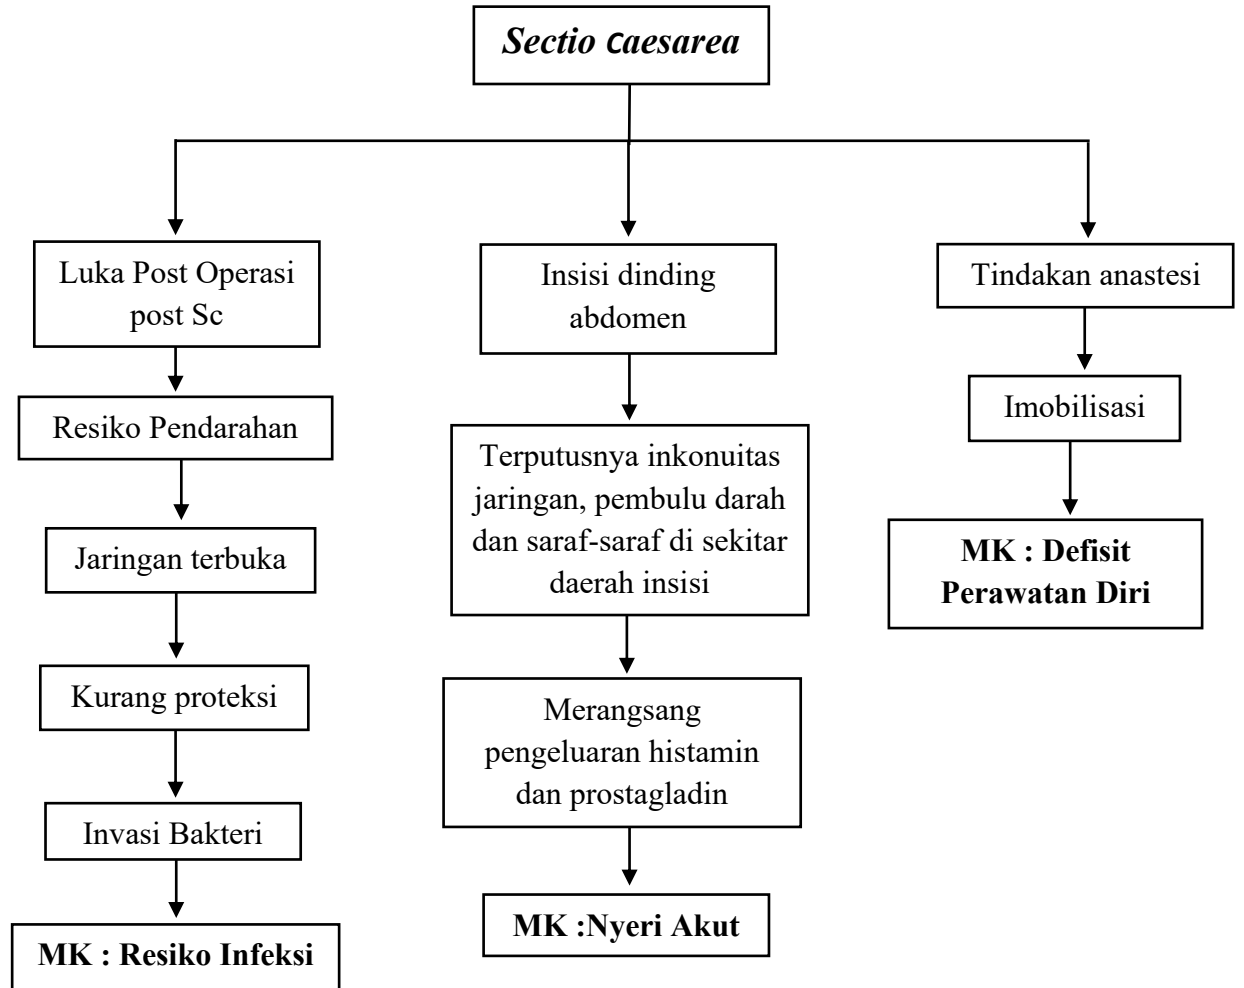 Sectio Caesarea
Luka Post Operasi
post Sc
Resiko Pendarahan
Jaringan terbuka
Kurang proteksi
Invasi Bakteri
MK : Resiko Infeksi
Insisi dinding
abdomen
Terputusnya inkonuitas
jaringan, pembulu darah
dan saraf-saraf di sekitar
daerah insisi
Merangsang
pengeluaran histamin
dan prostagladin
MK :Nyeri Akut
Tindakan anastesi
Imobilisasi
MK : Defisit
Perawatan Diri